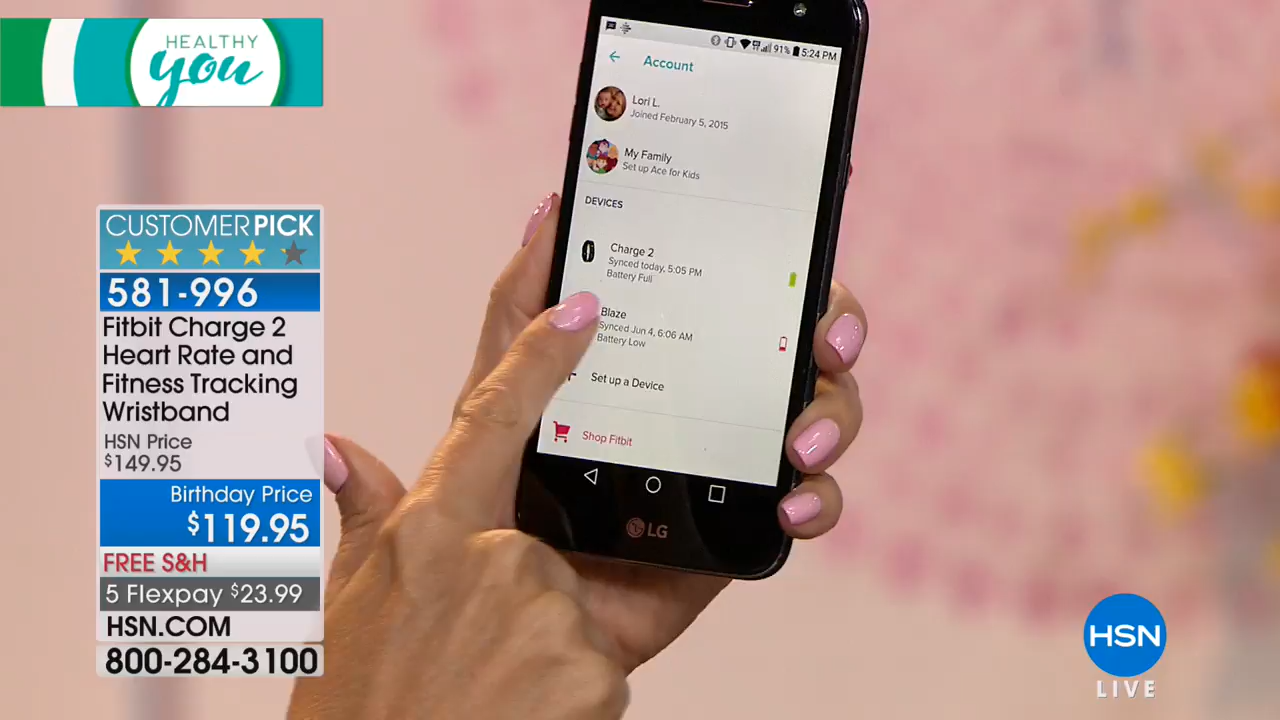 HEALTHY
you
CUSTOMER PICK
581-996
Fitbit Charge 2
Heart Rate and
Fitness Tracking
Wristband
HSN Price
$149.95
Birthday Price
$119.95
FREE S&H
5 Flexpay $23.99
HSN.COM
800-284-3100
91% 5:24 PM
Account
Lori L.
Joined February 5, 2015
My Family
Set up Ace for Kids
DEVICES
Charge 2
Synced today, 5:05 PM
Battery Full
Blaze
Synced Jun 4, 6:06 AM
Battery Low
Set up a Device
Shop Fitbit
LG
HSN
LIVE